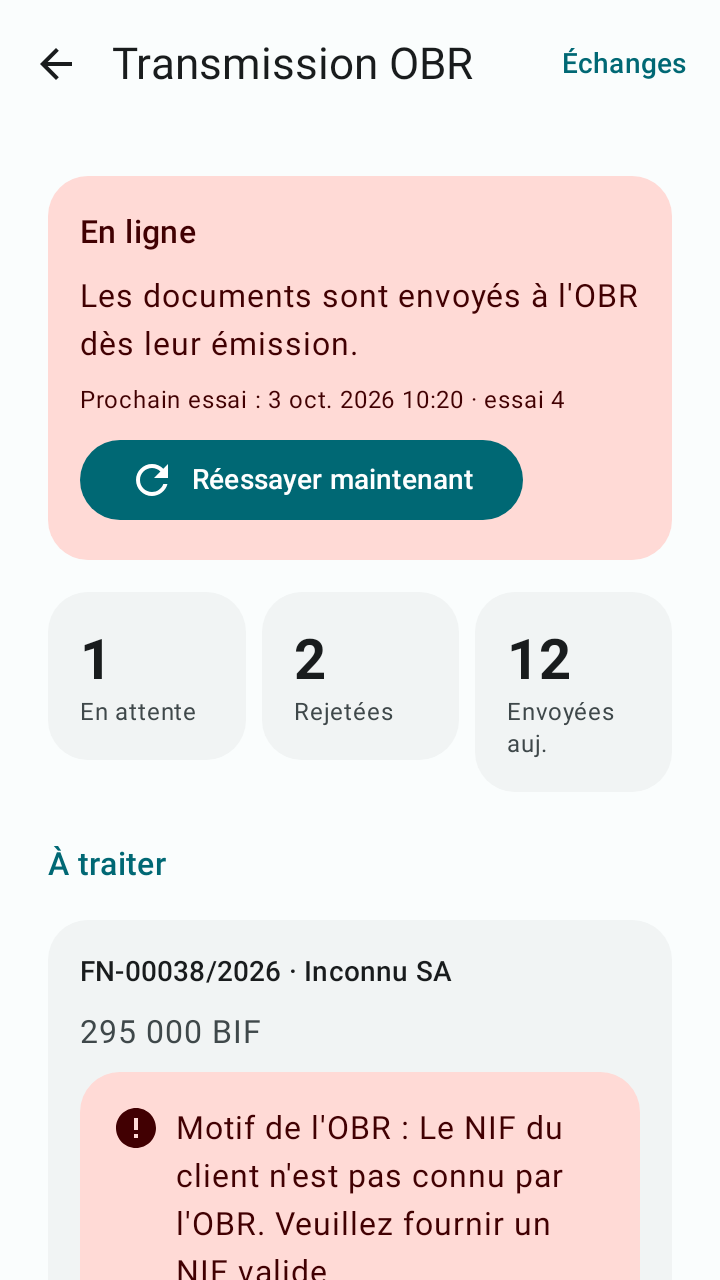 Transmission OBR
Échanges
En ligne
Les documents sont envoyés à l'OBR
dès leur émission.
Prochain essai : 3 oct. 2026 10:20 · essai 4
Réessayer maintenant
1
En attente
2
Rejetées
12
Envoyées
auj.
À traiter
FN-00038/2026 · Inconnu SA
295 000 BIF
Motif de l'OBR : Le NIF du
client n'est pas connu par
l'OBR. Veuillez fournir un
NIF valide